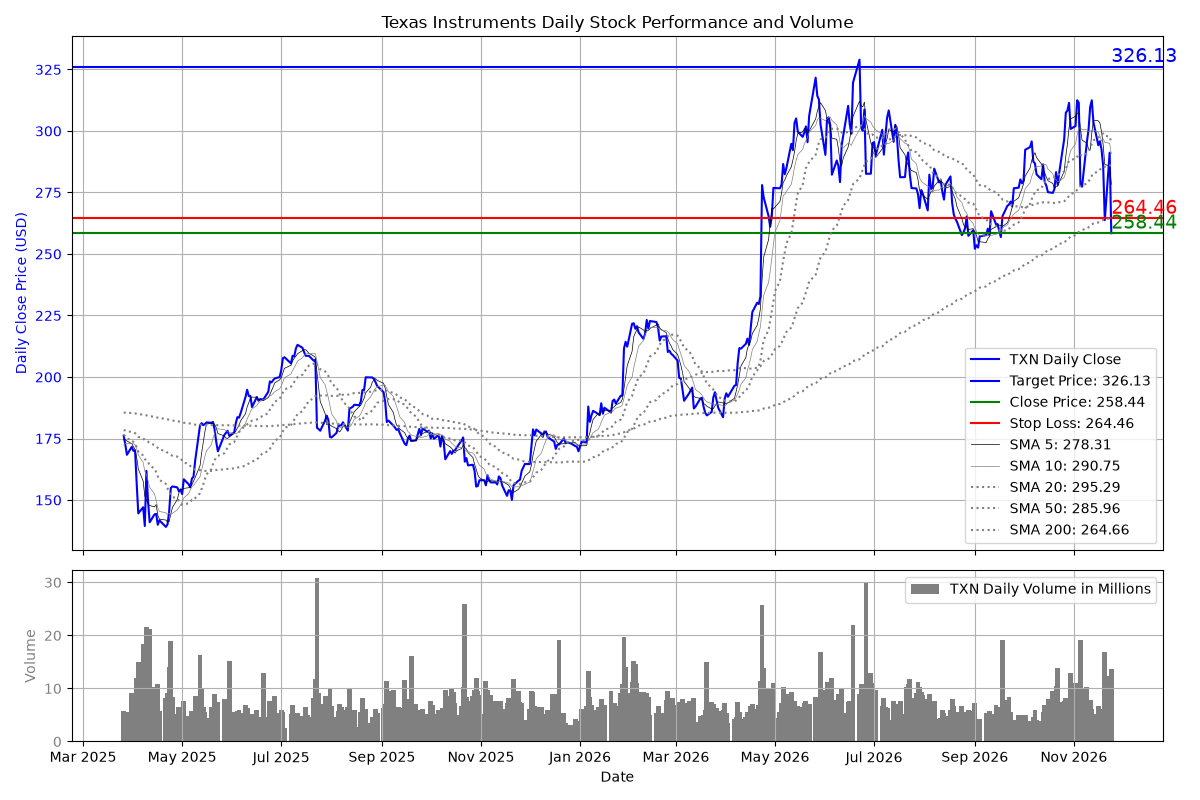 Texas Instruments Daily Stock Performance and Volume
326.13
325
300
275
264.46
258.44
250
225
200
175
150
Daily Close Price (USD)
TXN Daily Close
Target Price: 326.13
Close Price: 258.44
Stop Loss: 264.46
SMA 5: 278.31
SMA 10: 290.75
SMA 20: 295.29
SMA 50: 285.96
SMA 200: 264.66
30
20
10
0
Volume
TXN Daily Volume in Millions
Mar 2025 May 2025 Jul 2025 Sep 2025 Nov 2025 Jan 2026 Mar 2026 May 2026 Jul 2026 Sep 2026 Nov 2026
Date